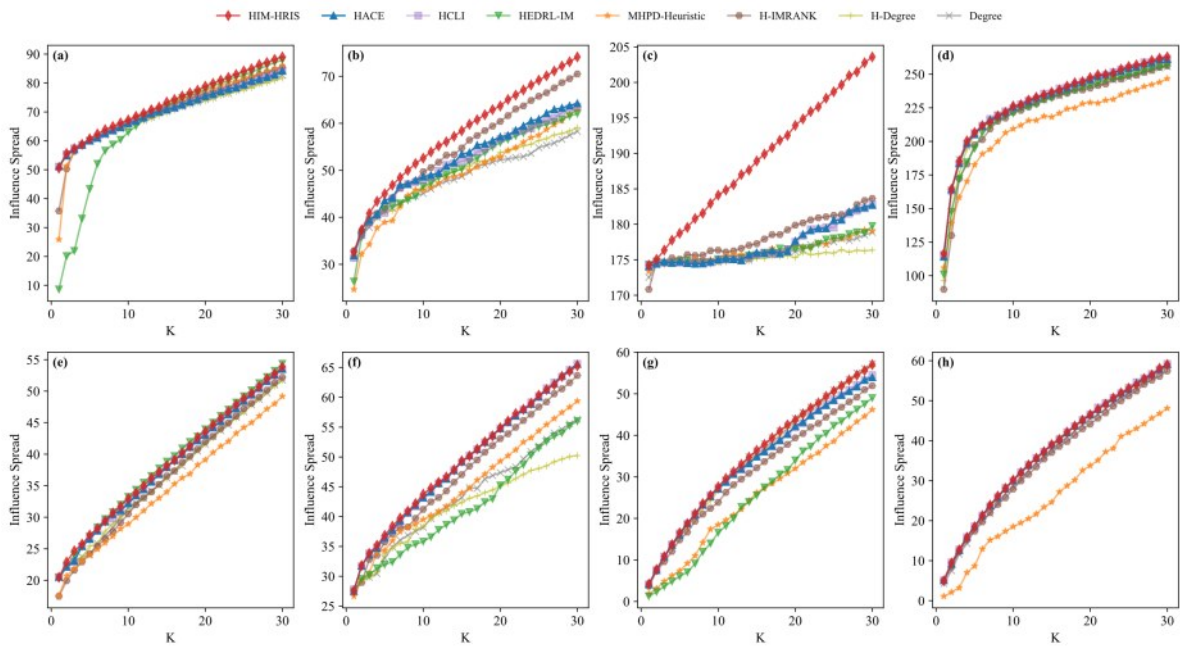 HIM-HRIS HACE HCLI HEDRL-IM MHPD-Heuristic H-IMRANK H-Degree Degree
(a) (b) (c) (d)
Influence Spread
90
80
70
60
50
40
30
20
10
0 10 20 30
K
Influence Spread
70
60
50
40
30
0 10 20 30
K
Influence Spread
205
200
195
190
185
180
175
170
0 10 20 30
K
Influence Spread
250
225
200
175
150
125
100
0 10 20 30
K
(e) (f) (g) (h)
Influence Spread
55
50
45
40
35
30
25
20
0 10 20 30
K
Influence Spread
65
60
55
50
45
40
35
30
25
0 10 20 30
K
Influence Spread
60
50
40
30
20
10
0
0 10 20 30
K
Influence Spread
60
50
40
30
20
10
0
0 10 20 30
K